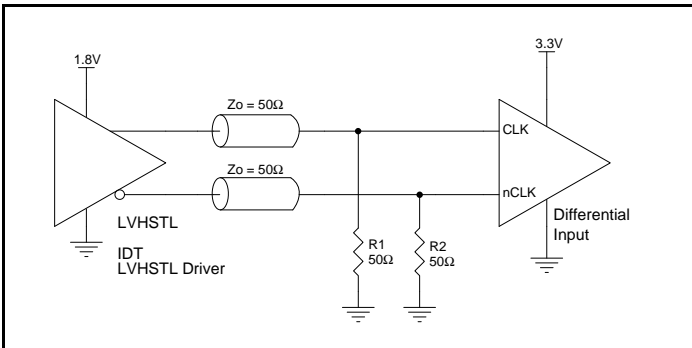 1.8V
3.3V
Zo = 50Ω
CLK
Zo = 50Ω
nCLK
LVHSTL
IDT
LVHSTL Driver
R1
50Ω
R2
50Ω
Differential
Input